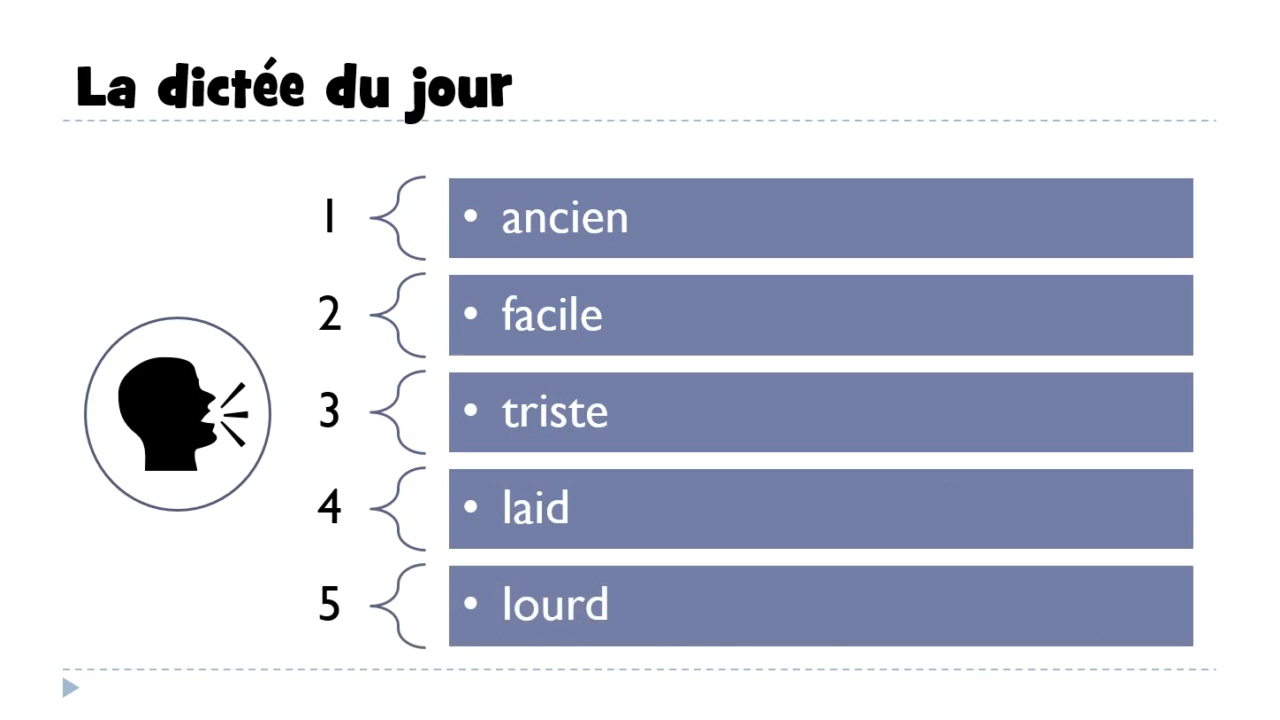 La dictée du jour
1
• ancien
2
• facile
3
• triste
4
• laid
5
• lourd